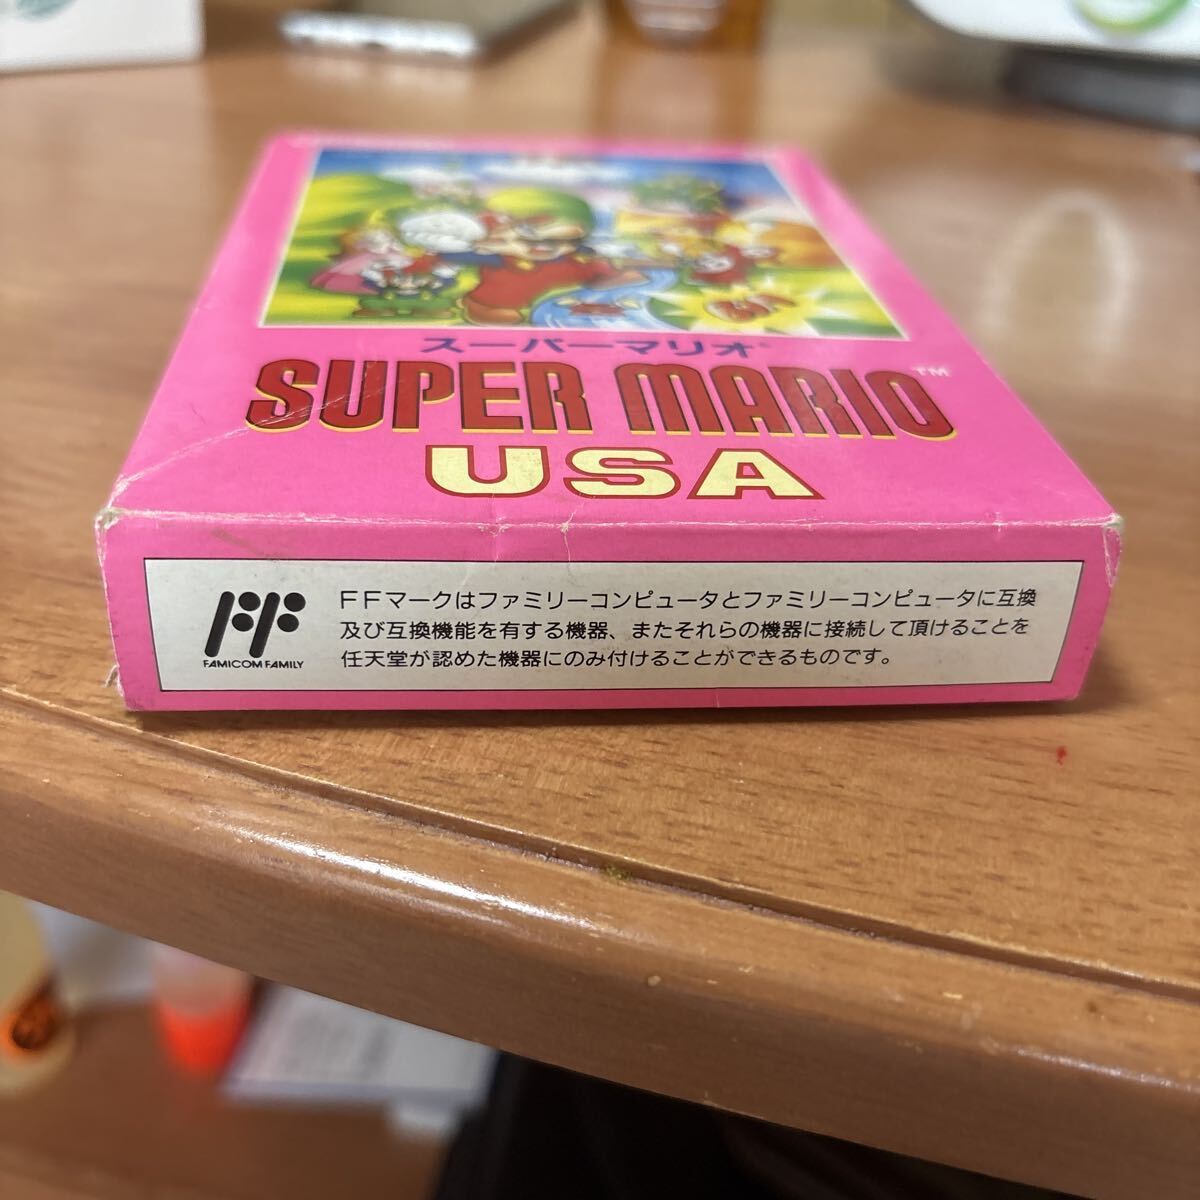 スーパーマリオ®
SUPER MARIO™
USA
FF
FAMICOM FAMILY
FFマークはファミリーコンピュータとファミリーコンピュータに互換
及び互換機能を有する機器、またそれらの機器に接続して頂けることを
任天堂が認めた機器にのみ付けることができるものです。